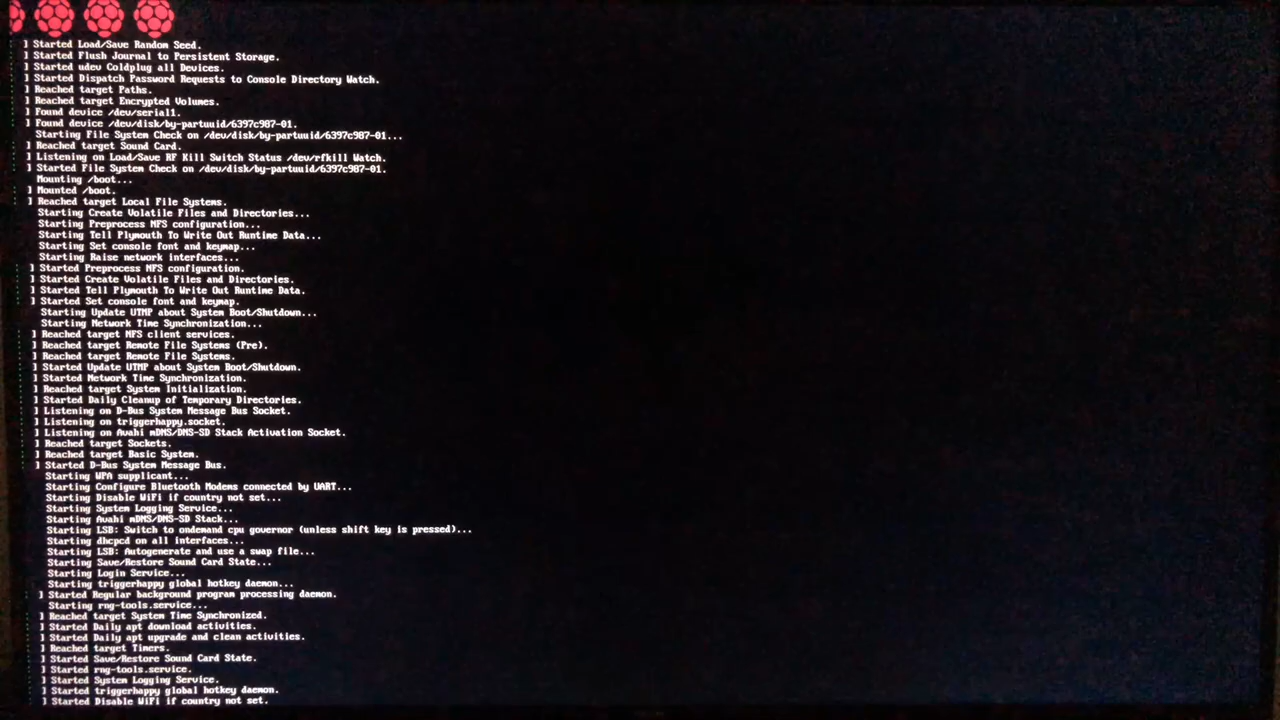 ] Started Load/Save Random Seed.
] Started Flush Journal to Persistent Storage.
] Started udev Coldplug all Devices.
] Started Dispatch Password Requests to Console Directory Watch.
] Reached target Paths.
] Reached target Encrypted Volumes.
] Found device /dev/serial1.
] Found device /dev/disk/by-partuuid/6397c987-01.
Starting File System Check on /dev/disk/by-partuuid/6397c987-01...
] Reached target Sound Card.
] Listening on Load/Save RF Kill Switch Status /dev/rfkill Watch.
] Started File System Check on /dev/disk/by-partuuid/6397c987-01.
Mounting /boot...
] Mounted /boot.
] Reached target Local File Systems.
Starting Create Volatile Files and Directories...
Starting Preprocess NFS configuration...
Starting Tell Plymouth To Write Out Runtime Data...
Starting Set console font and keymap...
Starting Raise network interfaces...
] Started Preprocess NFS configuration.
] Started Create Volatile Files and Directories.
] Started Tell Plymouth To Write Out Runtime Data.
] Started Set console font and keymap.
Starting Update UTMP about System Boot/Shutdown...
Starting Network Time Synchronization...
] Reached target NFS client services.
] Reached target Remote File Systems (Pre).
] Reached target Remote File Systems.
] Started Update UTMP about System Boot/Shutdown.
] Started Network Time Synchronization.
] Reached target System Initialization.
] Started Daily Cleanup of Temporary Directories.
] Listening on D-Bus System Message Bus Socket.
] Listening on triggerhappy.socket.
] Listening on Avahi mDNS/DNS-SD Stack Activation Socket.
] Reached target Sockets.
] Reached target Basic System.
] Started D-Bus System Message Bus.
Starting WPA supplicant...
Starting Configure Bluetooth Modems connected by UART...
Starting Disable WiFi if country not set...
Starting System Logging Service...
Starting Avahi mDNS/DNS-SD Stack...
Starting LSB: Switch to ondemand cpu governor (unless shift key is pressed)...
Starting dhcpcd on all interfaces...
Starting LSB: Autogenerate and use a swap file...
Starting Save/Restore Sound Card State...
Starting Login Service...
Starting triggerhappy global hotkey daemon...
] Started Regular background program processing daemon.
Starting rng-tools.service...
] Reached target System Time Synchronized.
] Started Daily apt download activities.
] Started Daily apt upgrade and clean activities.
] Reached target Timers.
] Started Save/Restore Sound Card State.
] Started rng-tools.service.
] Started System Logging Service.
] Started triggerhappy global hotkey daemon.
] Started Disable WiFi if country not set.